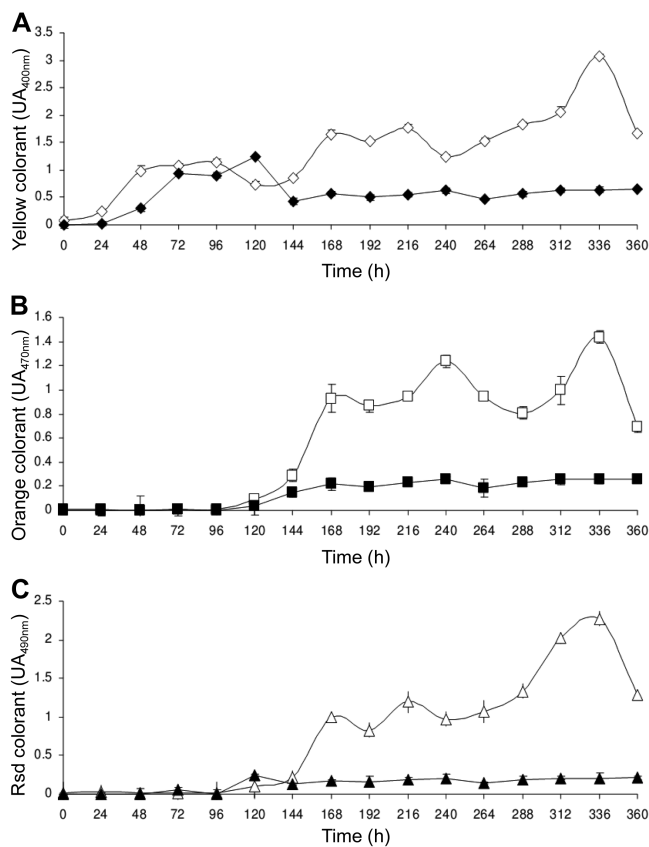 A
Yellow colorant (UA400nm)
3.5
3
2.5
2
1.5
1
0.5
0
0 24 48 72 96 120 144 168 192 216 240 264 288 312 336 360
Time (h)
B
Orange colorant (UA470nm)
1.6
1.4
1.2
1
0.8
0.6
0.4
0.2
0
0 24 48 72 96 120 144 168 192 216 240 264 288 312 336 360
Time (h)
C
Rsd colorant (UA490nm)
2.5
2
1.5
1
0.5
0
0 24 48 72 96 120 144 168 192 216 240 264 288 312 336 360
Time (h)